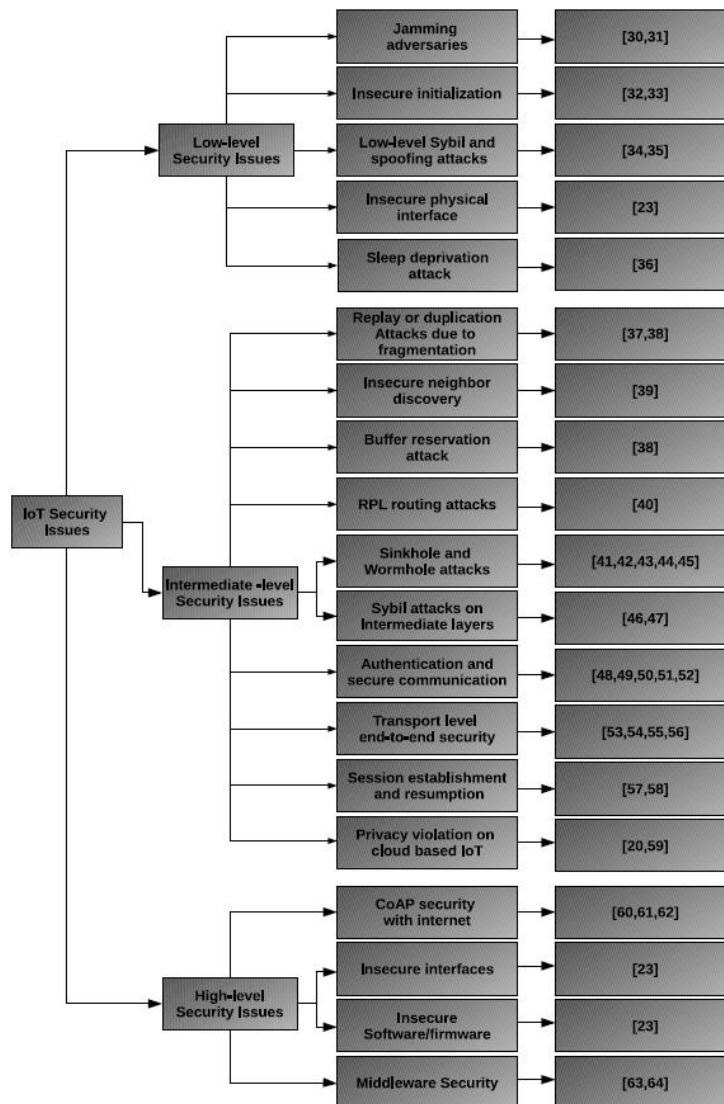 Jamming
adversaries
[30,31]
Insecure initialization
[32,33]
Low-level
Security Issues
Low-level Sybil and
spoofing attacks
[34,35]
Insecure physical
interface
[23]
Sleep deprivation
attack
[36]
Replay or duplication
Attacks due to
fragmentation
[37,38]
Insecure neighbor
discovery
[39]
Buffer reservation
attack
[38]
IoT Security
Issues
RPL routing attacks
[40]
Intermediate -level
Security Issues
Sinkhole and
Wormhole attacks
[41,42,43,44,45]
Sybil attacks on
Intermediate layers
[46,47]
Authentication and
secure communication
[48,49,50,51,52]
Transport level
end-to-end security
[53,54,55,56]
Session establishment
and resumption
[57,58]
Privacy violation on
cloud based IoT
[20,59]
CoAP security
with internet
[60,61,62]
High-level
Security Issues
Insecure interfaces
[23]
Insecure
Software/firmware
[23]
Middleware Security
[63,64]